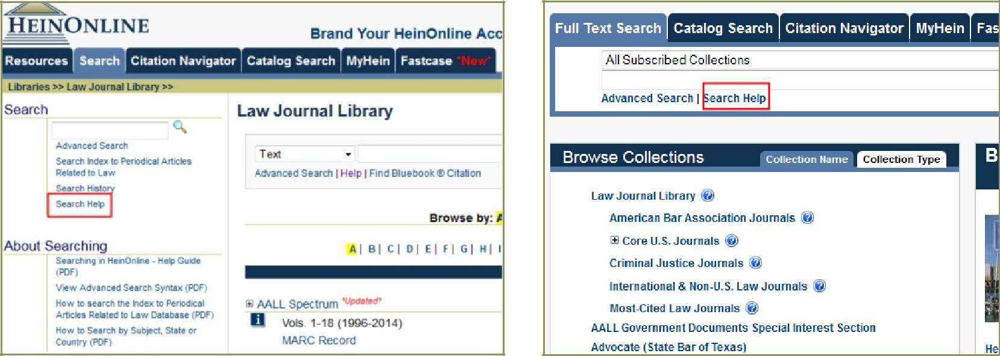 HEINONLINE
Brand Your HeinOnline Acc
Resources Search Citation Navigator Catalog Search MyHein Fastcase *New*
Libraries >> Law Journal Library >>
Search
Advanced Search
Search Index to Periodical Articles
Related to Law
Search History
Search Help
About Searching
Searching in HeinOnline - Help Guide
(PDF)
View Advanced Search Syntax (PDF)
How to search the Index to Periodical
Articles Related to Law Database (PDF)
How to Search by Subject, State or
Country (PDF)
Law Journal Library
Text
Advanced Search | Help | Find Bluebook ® Citation
Browse by: A
A | B | C | D | E | F | G | H | I
AALL Spectrum *Updated*
Vols. 1-18 (1996-2014)
MARC Record
Full Text Search Catalog Search Citation Navigator MyHein Fas
All Subscribed Collections
Advanced Search | Search Help
Browse Collections Collection Name Collection Type
Law Journal Library
American Bar Association Journals
Core U.S. Journals
Criminal Justice Journals
International & Non-U.S. Law Journals
Most-Cited Law Journals
AALL Government Documents Special Interest Section
Advocate (State Bar of Texas)
B
He